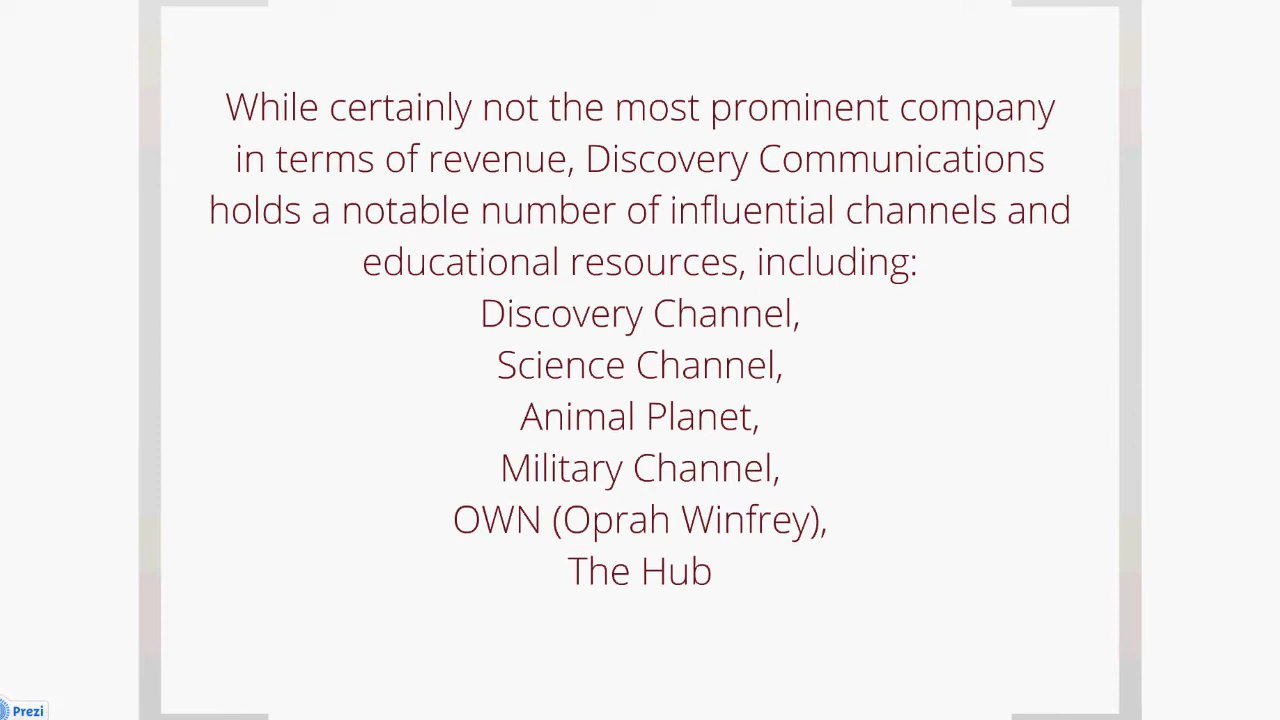 While certainly not the most prominent company
in terms of revenue, Discovery Communications
holds a notable number of influential channels and
educational resources, including:
Discovery Channel,
Science Channel,
Animal Planet,
Military Channel,
OWN (Oprah Winfrey),
The Hub
Prezi